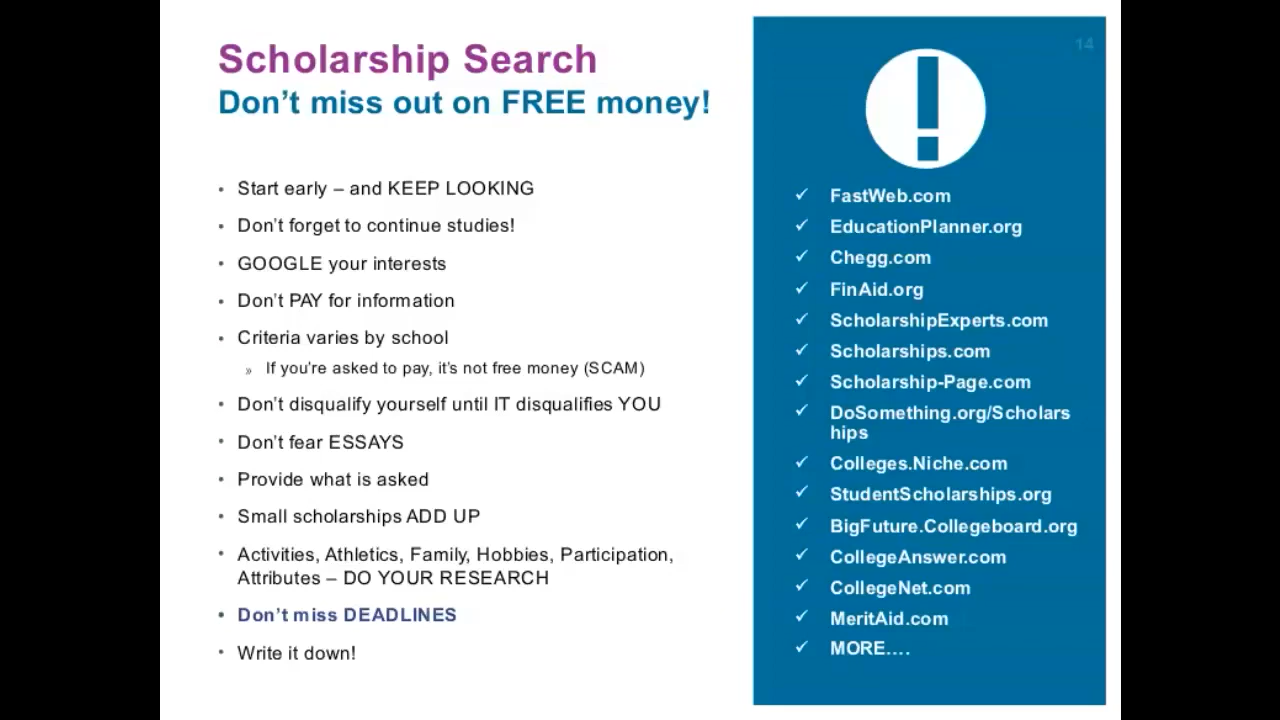 Scholarship Search
Don't miss out on FREE money!
• Start early – and KEEP LOOKING
• Don't forget to continue studies!
• GOOGLE your interests
• Don't PAY for information
• Criteria varies by school
» If you're asked to pay, it's not free money (SCAM)
• Don't disqualify yourself until IT disqualifies YOU
• Don't fear ESSAYS
• Provide what is asked
• Small scholarships ADD UP
• Activities, Athletics, Family, Hobbies, Participation,
Attributes – DO YOUR RESEARCH
• Don't miss DEADLINES
• Write it down!
14
!
✓ FastWeb.com
✓ EducationPlanner.org
✓ Chegg.com
✓ FinAid.org
✓ ScholarshipExperts.com
✓ Scholarships.com
✓ Scholarship-Page.com
✓ DoSomething.org/Scholars
hips
✓ Colleges.Niche.com
✓ StudentScholarships.org
✓ BigFuture.Collegeboard.org
✓ CollegeAnswer.com
✓ CollegeNet.com
✓ MeritAid.com
✓ MORE….